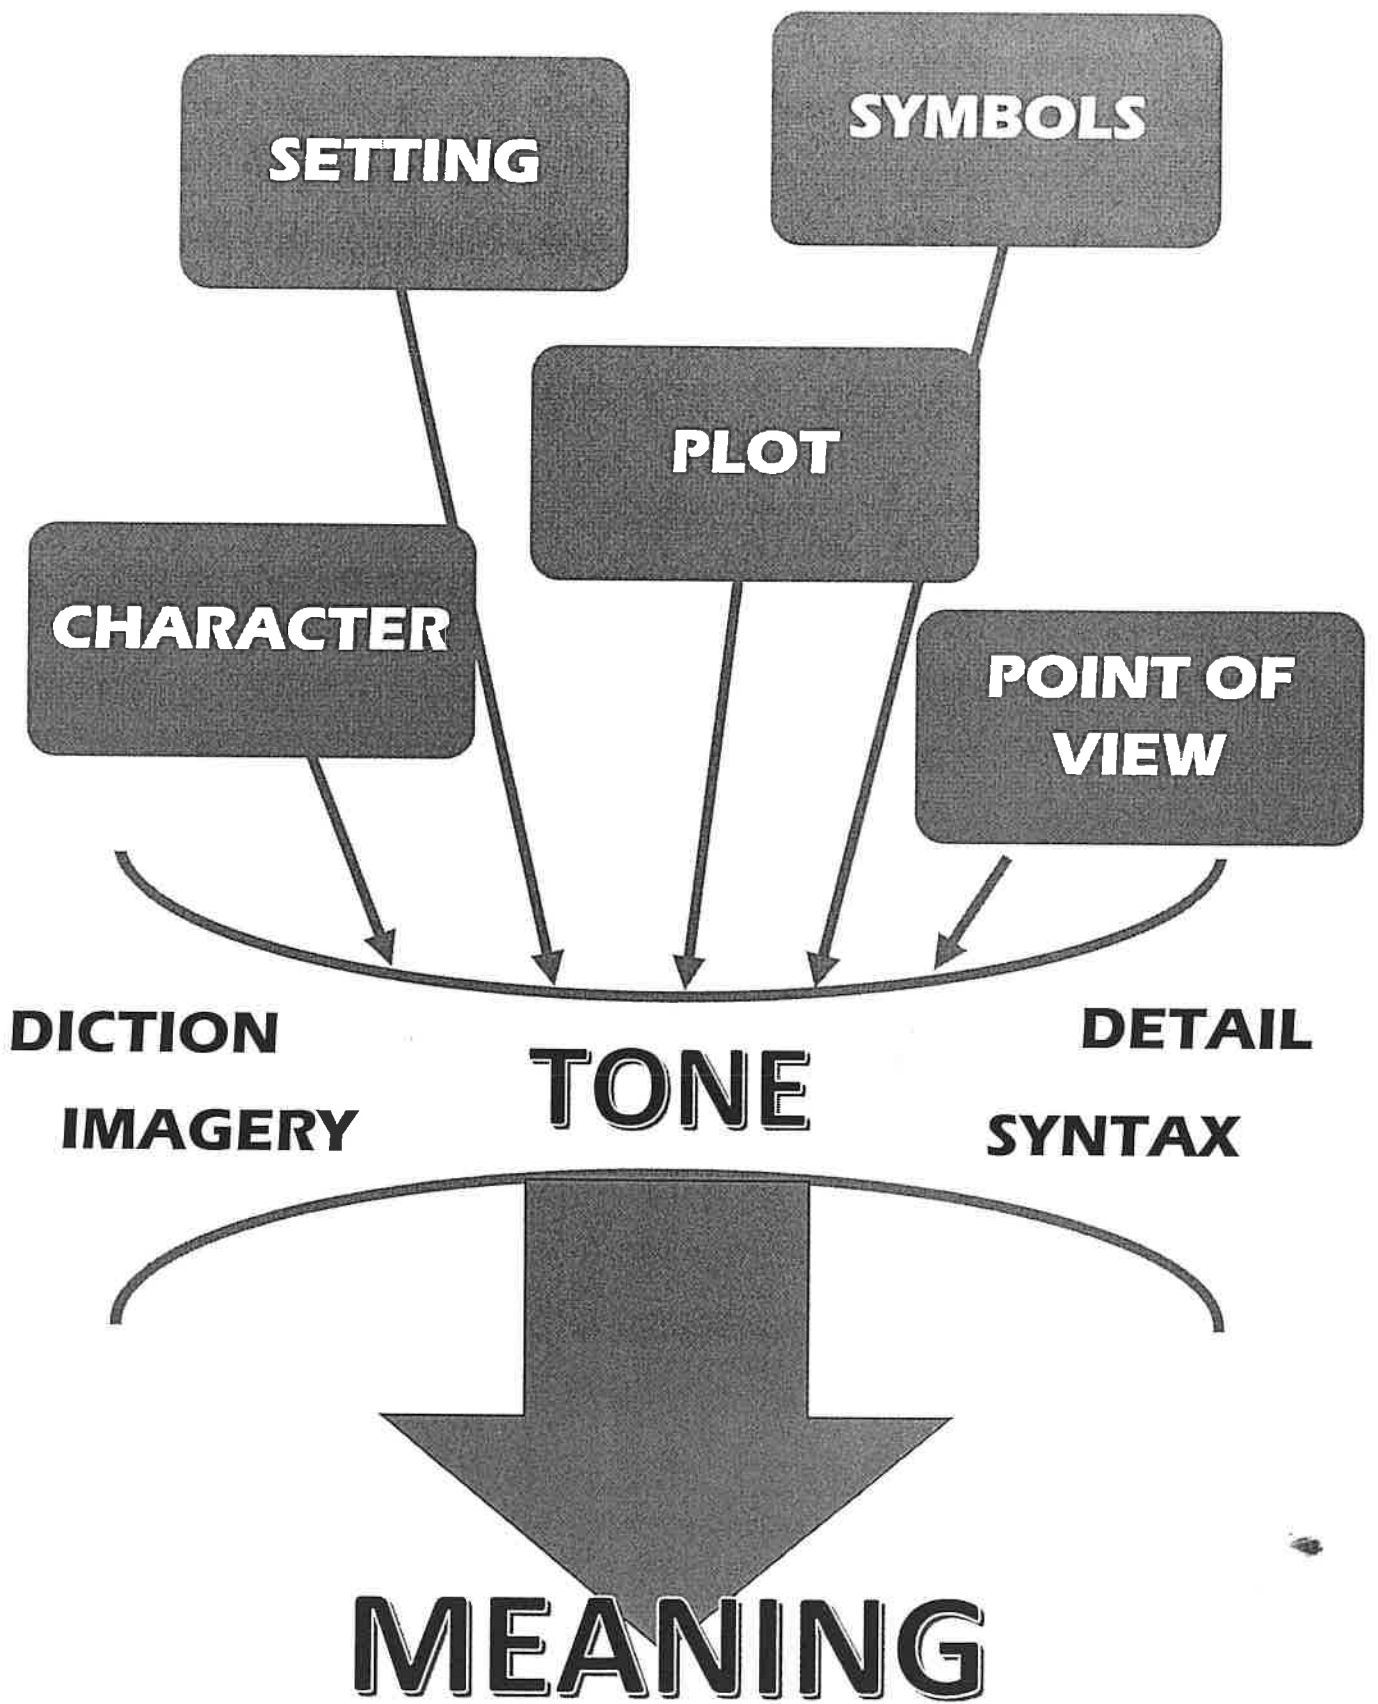 SYMBOLS
SETTING
PLOT
CHARACTER
POINT OF
VIEW
DICTION
DETAIL
TONE
IMAGERY
SYNTAX
MEANING